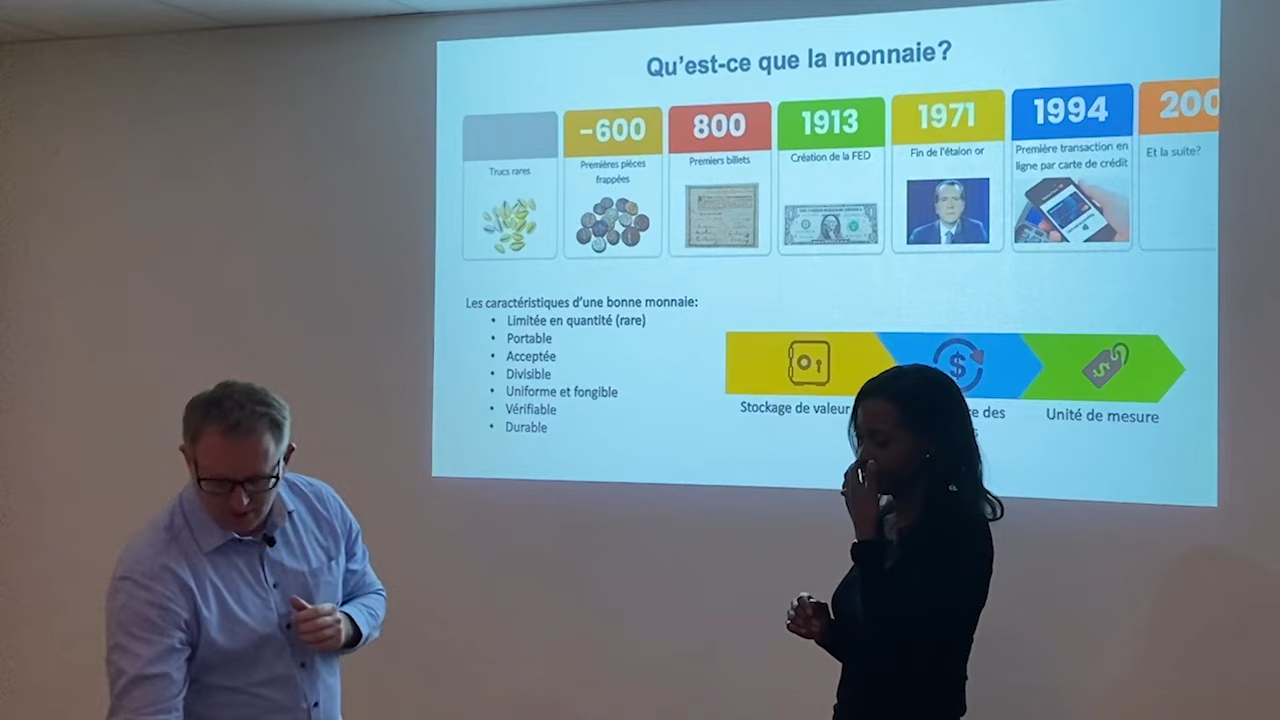 Qu'est-ce que la monnaie?
-600
800
1913
1971
1994
200
Trucs rares
Premières pièces
frappées
Premiers billets
Création de la FED
Fin de l'étalon or
Première transaction en
ligne par carte de crédit
Et la suite?
Les caractéristiques d'une bonne monnaie:
• Limitée en quantité (rare)
• Portable
• Acceptée
• Divisible
• Uniforme et fongible
• Vérifiable
• Durable
$
$
Stockage de valeur
des
Unité de mesure